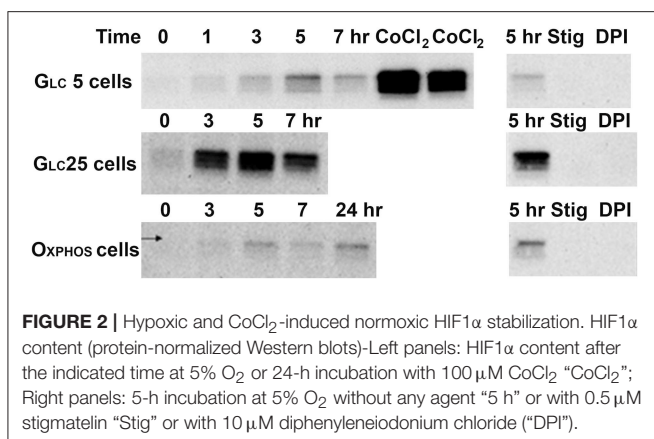 Time 0 1 3 5 7 hr CoCl₂ CoCl₂ 5 hr Stig DPI
GLC 5 cells
0 3 5 7 hr 5 hr Stig DPI
GLC25 cells
0 3 5 7 24 hr 5 hr Stig DPI
OXPHOS cells
FIGURE 2 | Hypoxic and CoCl₂-induced normoxic HIF1α stabilization. HIF1α
content (protein-normalized Western blots)-Left panels: HIF1α content after
the indicated time at 5% O₂ or 24-h incubation with 100 μM CoCl₂ “CoCl₂”;
Right panels: 5-h incubation at 5% O₂ without any agent “5 h” or with 0.5 μM
stigmatelin “Stig” or with 10 μM diphenyleneiodonium chloride (“DPI”).